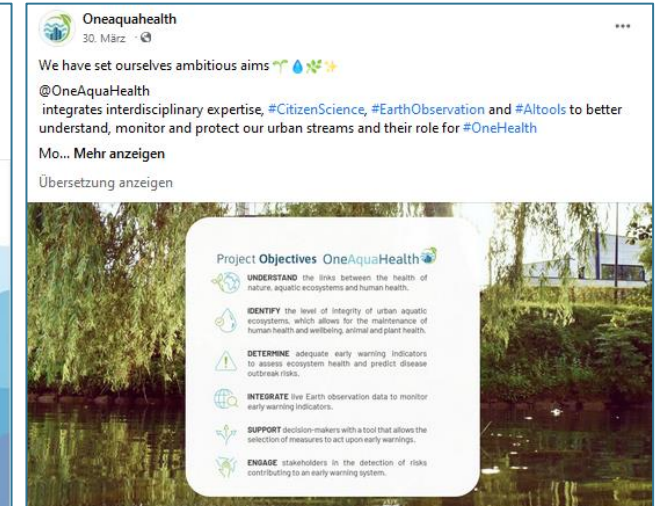 Oneaquahealth
30. März ·
We have set ourselves ambitious aims
@OneAquaHealth
integrates interdisciplinary expertise, #CitizenScience, #EarthObservation and #AItools to better
understand, monitor and protect our urban streams and their role for #OneHealth
Mo... Mehr anzeigen
Übersetzung anzeigen
Project Objectives OneAquaHealth
UNDERSTAND the links between the health of
nature, aquatic ecosystems and human health.
IDENTIFY the level of integrity of urban aquatic
ecosystems, which allows for the maintenance of
human health and wellbeing, animal and plant health.
DETERMINE adequate early warning indicators
to assess ecosystem health and predict disease
outbreak risks.
INTEGRATE live Earth observation data to monitor
early warning indicators.
SUPPORT decision-makers with a tool that allows the
selection of measures to act upon early warnings.
ENGAGE stakeholders in the detection of risks
contributing to an early warning system.